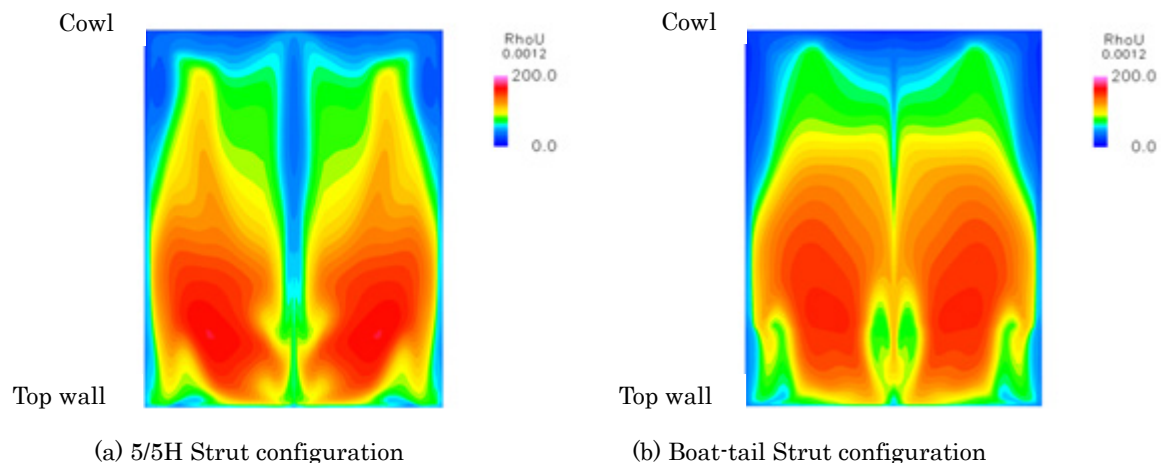 Cowl
RhoU
0.0012
200.0
0.0
Top wall
(a) 5/5H Strut configuration
Cowl
RhoU
0.0012
200.0
0.0
Top wall
(b) Boat-tail Strut configuration